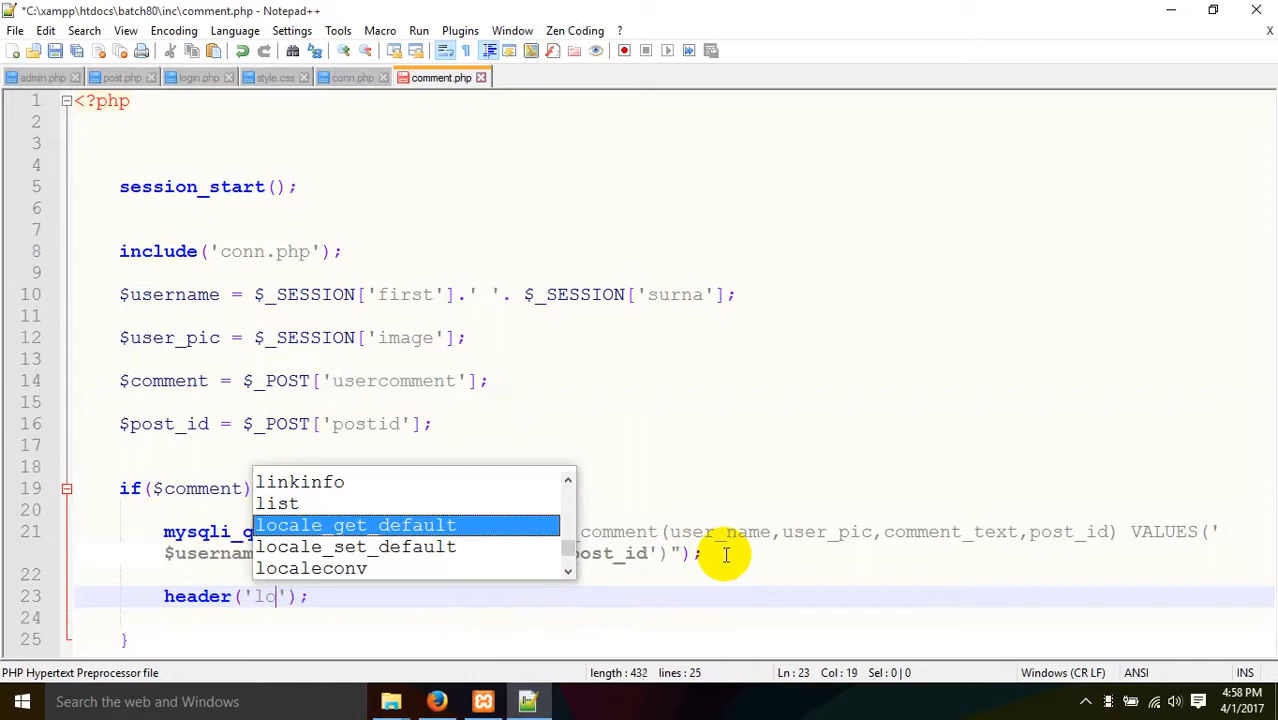 *C:\xampp\htdocs\batch80\inc\comment.php - Notepad++
File Edit Search View Encoding Language Settings Tools Macro Run Plugins Window Zen Coding ? X
admin.php post.php login.php style.css conn.php comment.php
1 <?php
2
3
4
5 session_start();
6
7
8 include('conn.php');
9
10 $username = $_SESSION['first'].' '. $_SESSION['surna'];
11
12 $user_pic = $_SESSION['image'];
13
14 $comment = $_POST['usercomment'];
15
16 $post_id = $_POST['postid'];
17
18
19 if($comment)
20
21 mysqli_q _comment(user_name,user_pic,comment_text,post_id) VALUES('
$usernam post_id')");
22
23 header('lo');
24
25 }
linkinfo
list
locale_get_default
locale_set_default
localeconv
PHP Hypertext Preprocessor file length : 432 lines : 25 Ln : 23 Col : 19 Sel : 0 | 0 Windows (CR LF) ANSI INS
Search the web and Windows
4:58 PM
4/1/2017